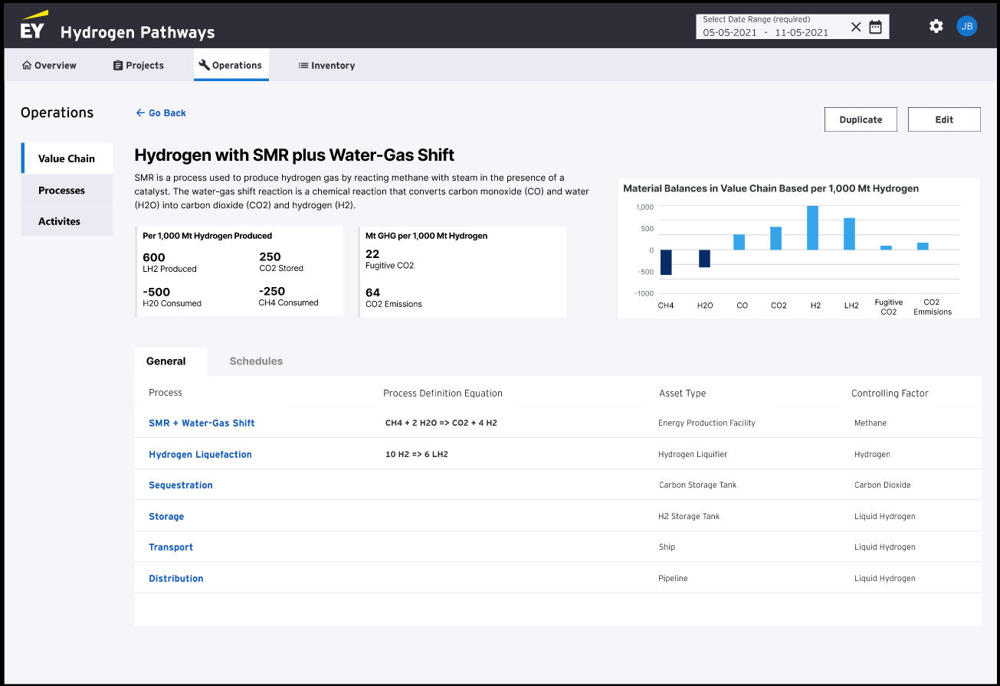 EY
Hydrogen Pathways
Select Date Range (required)
05-05-2021 - 11-05-2021
JB
Overview
Projects
Operations
Inventory
Operations
Go Back
Duplicate
Edit
Value Chain
Processes
Activites
Hydrogen with SMR plus Water-Gas Shift
SMR is a process used to produce hydrogen gas by reacting methane with steam in the presence of a
catalyst. The water-gas shift reaction is a chemical reaction that converts carbon monoxide (CO) and water
(H2O) into carbon dioxide (CO2) and hydrogen (H2).
Per 1,000 Mt Hydrogen Produced
600
LH2 Produced
250
CO2 Stored
-500
H20 Consumed
-250
CH4 Consumed
Mt GHG per 1,000 Mt Hydrogen
22
Fugitive CO2
64
CO2 Emissions
Material Balances in Value Chain Based per 1,000 Mt Hydrogen
1,000
500
0
-500
-1000
CH4
H2O
CO
CO2
H2
LH2
Fugitive
CO2
CO2
Emmisions
General
Schedules
Process Process Definition Equation Asset Type Controlling Factor
SMR + Water-Gas Shift CH4 + 2 H2O => CO2 + 4 H2 Energy Production Facility Methane
Hydrogen Liquefaction 10 H2 => 6 LH2 Hydrogen Liquifier Hydrogen
Sequestration Carbon Storage Tank Carbon Dioxide
Storage H2 Storage Tank Liquid Hydrogen
Transport Ship Liquid Hydrogen
Distribution Pipeline Liquid Hydrogen